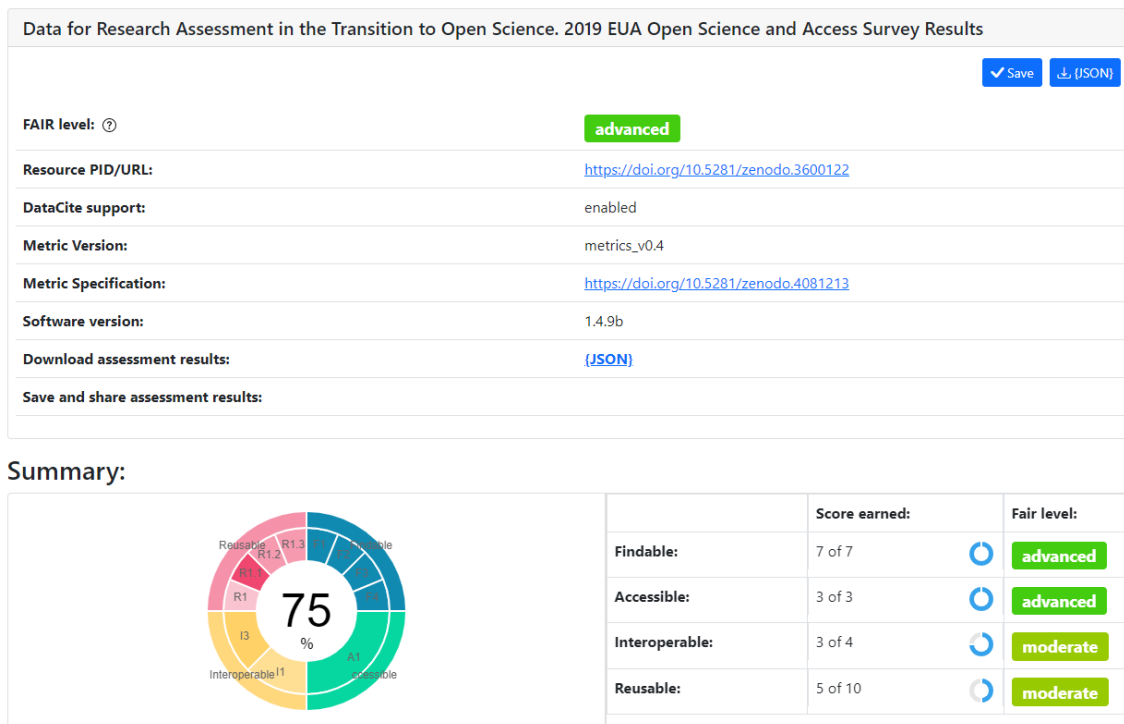 Data for Research Assessment in the Transition to Open Science. 2019 EUA Open Science and Access Survey Results
Save
{JSON}
FAIR level:
advanced
Resource PID/URL:
https://doi.org/10.5281/zenodo.3600122
DataCite support:
enabled
Metric Version:
metrics_v0.4
Metric Specification:
https://doi.org/10.5281/zenodo.4081213
Software version:
1.4.9b
Download assessment results:
{JSON}
Save and share assessment results:
Summary:
Reusable
R1.3
R1.2
R1.1
R1
75
%
I3
A1
Interoperable
I1
Score earned:
Fair level:
Findable:
7 of 7
advanced
Accessible:
3 of 3
advanced
Interoperable:
3 of 4
moderate
Reusable:
5 of 10
moderate